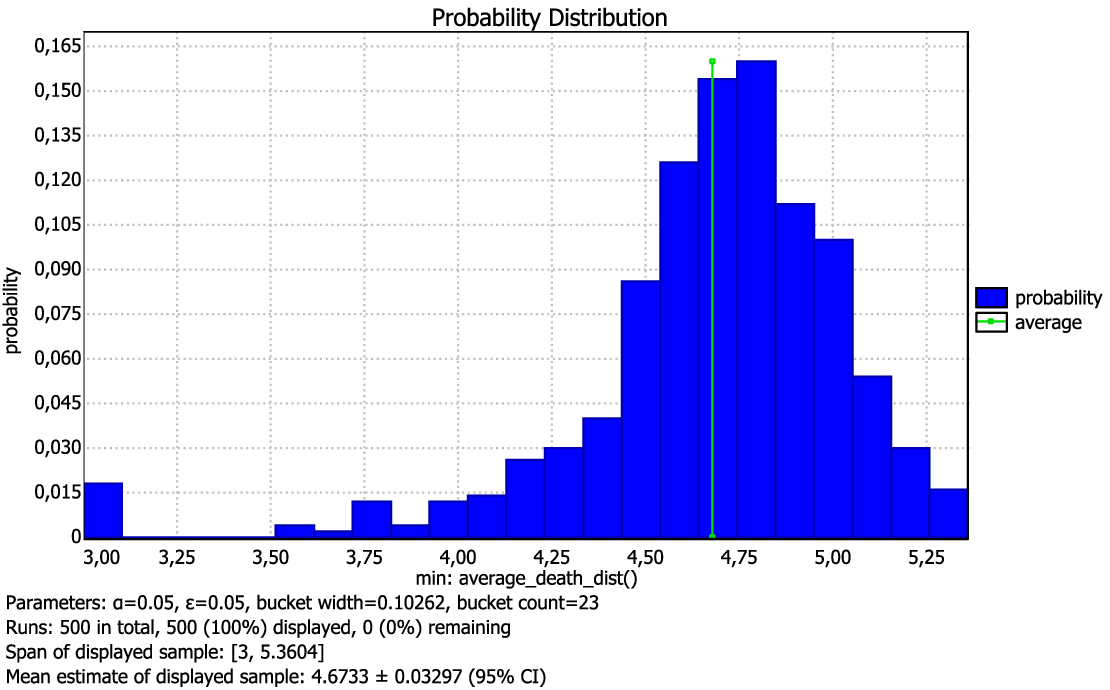 Probability Distribution
0,165
0,150
0,135
0,120
0,105
0,090
0,075
0,060
0,045
0,030
0,015
0
probability
3,00 3,25 3,50 3,75 4,00 4,25 4,50 4,75 5,00 5,25
min: average_death_dist()
probability
average
Parameters: α=0.05, ε=0.05, bucket width=0.10262, bucket count=23
Runs: 500 in total, 500 (100%) displayed, 0 (0%) remaining
Span of displayed sample: [3, 5.3604]
Mean estimate of displayed sample: 4.6733 ± 0.03297 (95% CI)